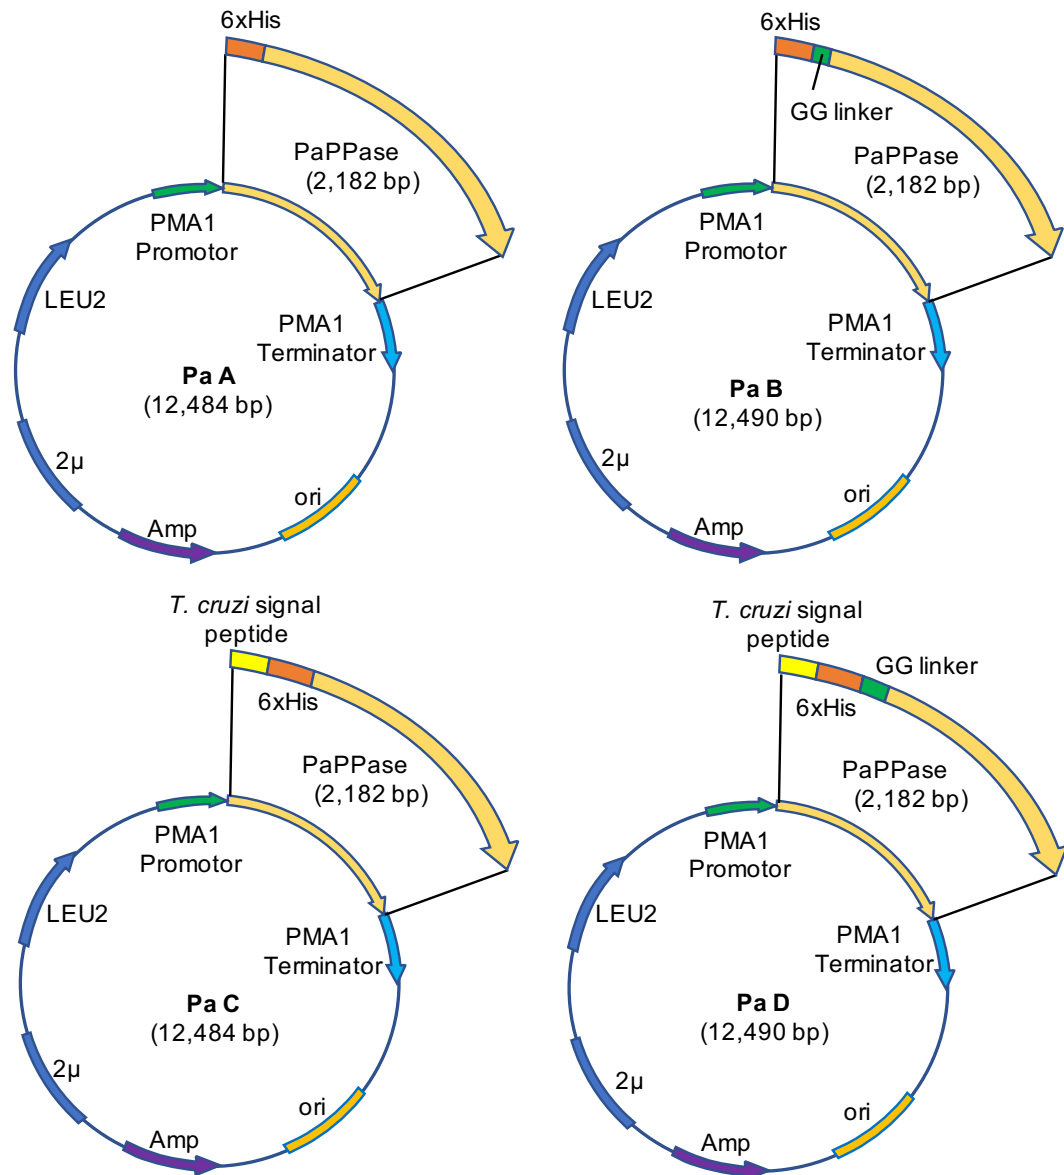 6xHis
PaPPase
(2,182 bp)
PMA1
Promotor
LEU2
PMA1
Terminator
Pa A
(12,484 bp)
2µ
ori
Amp
6xHis
GG linker
PaPPase
(2,182 bp)
PMA1
Promotor
LEU2
PMA1
Terminator
Pa B
(12,490 bp)
2µ
ori
Amp
T. cruzi signal
peptide
6xHis
PaPPase
(2,182 bp)
PMA1
Promotor
LEU2
PMA1
Terminator
Pa C
(12,484 bp)
2µ
ori
Amp
T. cruzi signal
peptide
GG linker
6xHis
PaPPase
(2,182 bp)
PMA1
Promotor
LEU2
PMA1
Terminator
Pa D
(12,490 bp)
2µ
ori
Amp